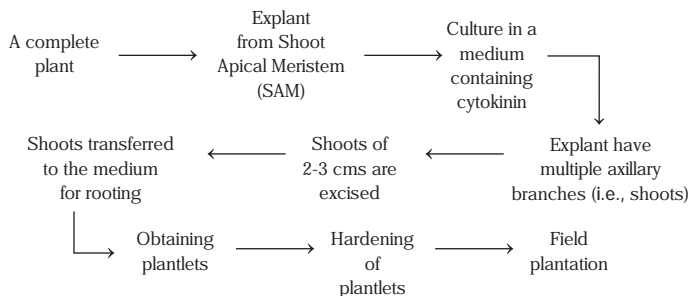 A complete
plant
Explant
from Shoot
Apical Meristem
(SAM)
Culture in a
medium
containing
cytokinin
Explant have
multiple axillary
branches (i.e., shoots)
Shoots of
2-3 cms are
excised
Shoots transferred
to the medium
for rooting
Obtaining
plantlets
Hardening
of
plantlets
Field
plantation